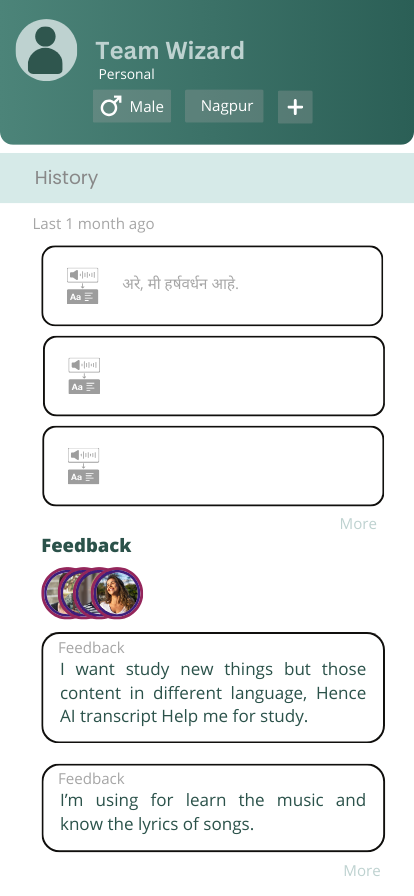 Team Wizard
Personal
Male
Nagpur
+
History
Last 1 month ago
अरे, मी हर्षवर्धन आहे.
Aa
Aa
Aa
More
Feedback
Feedback
I want study new things but those
content in different language, Hence
AI transcript Help me for study.
Feedback
I’m using for learn the music and
know the lyrics of songs.
More